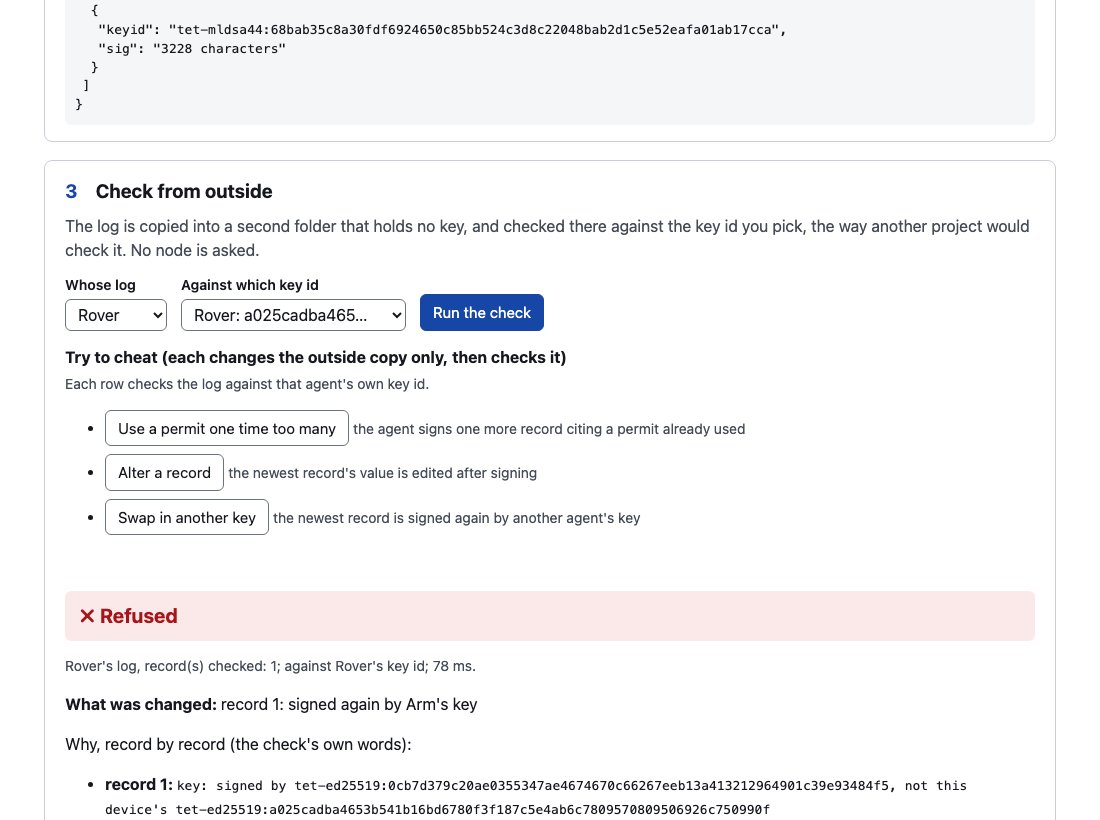 {
"keyid": "tet-mldsa44:68bab35c8a30fdf6924650c85bb524c3d8c22048bab2d1c5e52eafa01ab17cca",
"sig": "3228 characters"
}
]
}
3 Check from outside
The log is copied into a second folder that holds no key, and checked there against the key id you pick, the way another project would
check it. No node is asked.
Whose log Against which key id
Rover Rover: a025cadba465... Run the check
Try to cheat (each changes the outside copy only, then checks it)
Each row checks the log against that agent's own key id.
• Use a permit one time too many the agent signs one more record citing a permit already used
• Alter a record the newest record's value is edited after signing
• Swap in another key the newest record is signed again by another agent's key
✕ Refused
Rover's log, record(s) checked: 1; against Rover's key id; 78 ms.
What was changed: record 1: signed again by Arm's key
Why, record by record (the check's own words):
• record 1: key: signed by tet-ed25519:0cb7d379c20ae0355347ae4674670c66267eeb13a413212964901c39e93484f5, not this
device's tet-ed25519:a025cadba4653b541b16bd6780f3f187c5e4ab6c7809570809506926c750990f